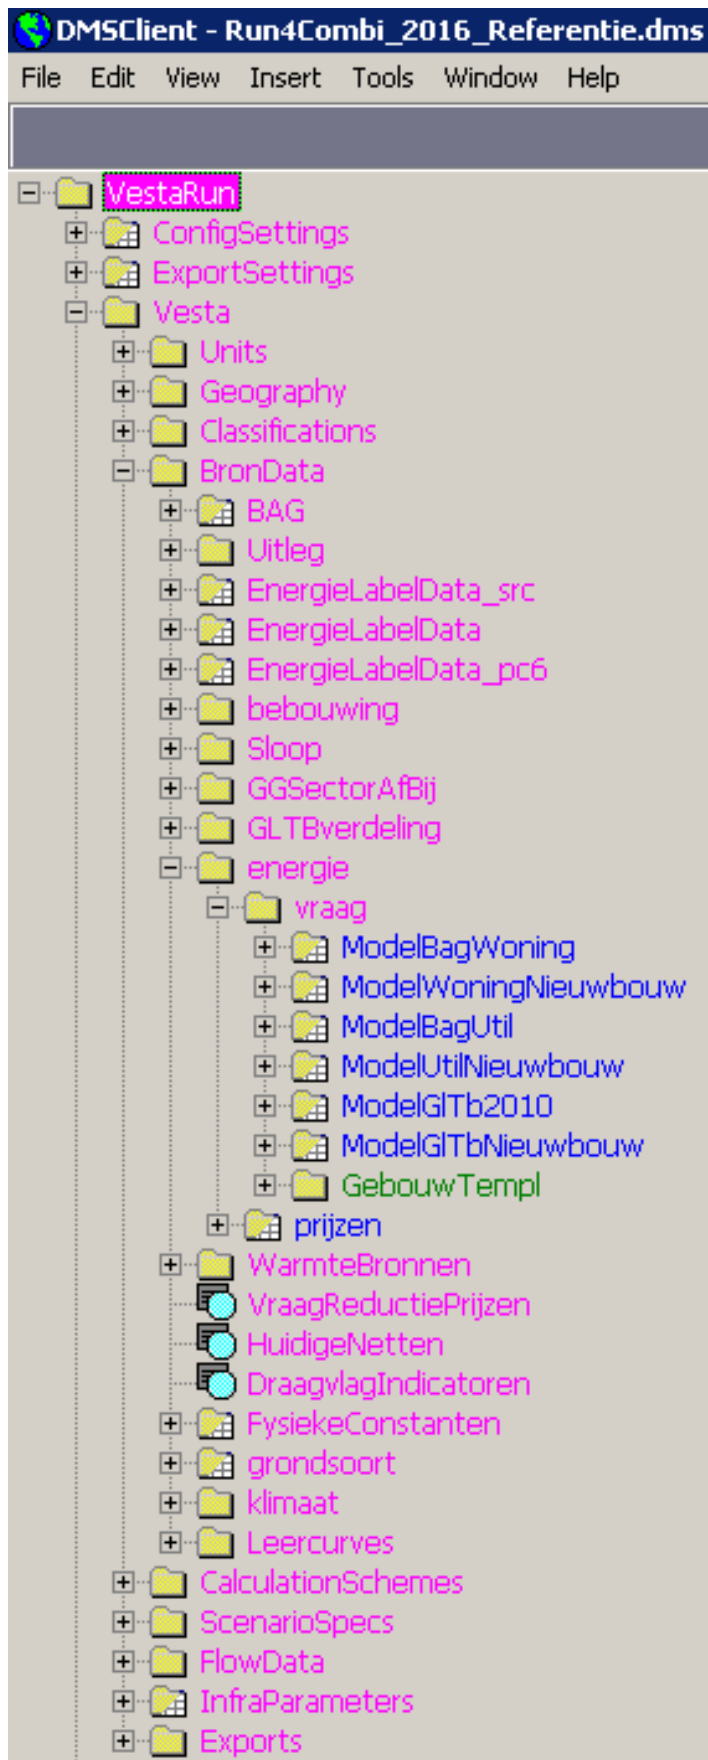 DMSClient - Run4Combi_2016_Referentie.dms
File Edit View Insert Tools Window Help
VestaRun
ConfigSettings
ExportSettings
Vesta
Units
Geography
Classifications
BronData
BAG
Uitleg
EnergieLabelData_src
EnergieLabelData
EnergieLabelData_pc6
bebouwing
Sloop
GGSectorAfBij
GLTBverdeling
energie
vraag
ModelBagWoning
ModelWoningNieuwbouw
ModelBagUtil
ModelUtilNieuwbouw
ModelGlTb2010
ModelGlTbNieuwbouw
GebouwTempl
prijzen
WarmteBronnen
VraagReductiePrijzen
HuidigeNetten
DraagvlagIndicatoren
FysiekeConstanten
grondsoort
klimaat
Leercurves
CalculationSchemes
ScenarioSpecs
FlowData
InfraParameters
Exports